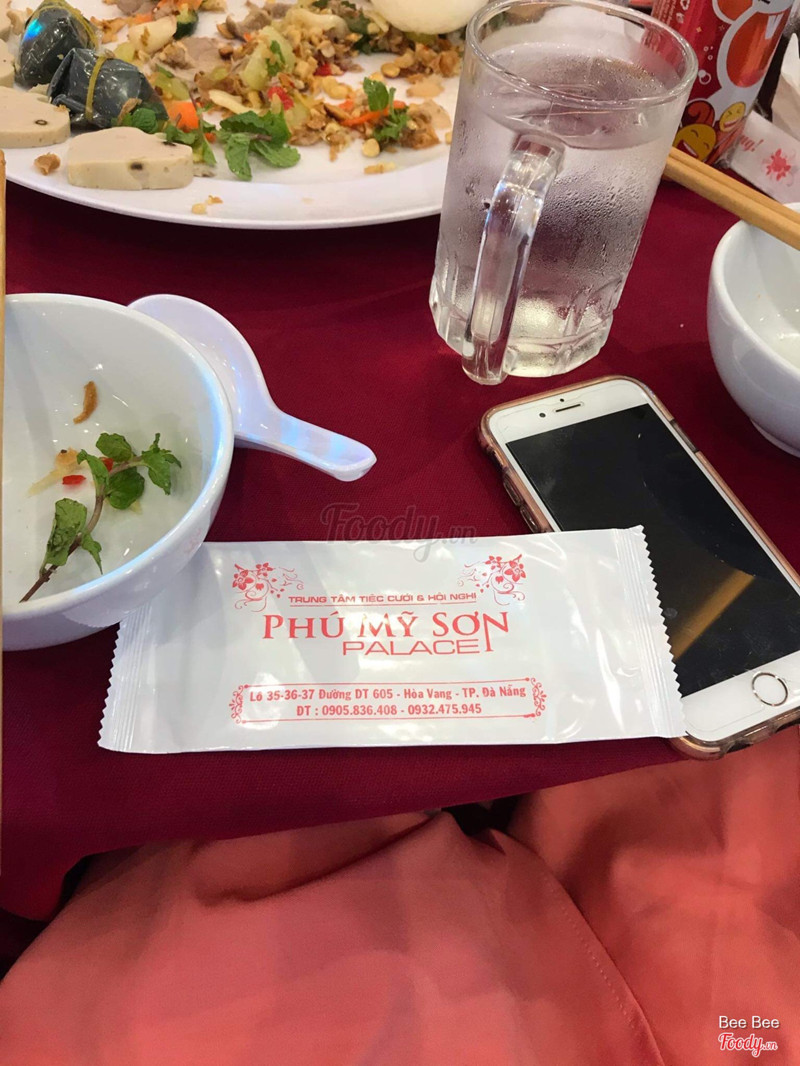 Foody.vn
TRUNG TÂM TIỆC CƯỚI & HỘI NGHỊ
PHÚ MỸ SƠN
PALACE
Lô 35-36-37 Đường DT 605 - Hòa Vang - TP. Đà Nẵng
ĐT : 0905.836.408 - 0932.475.945
Bee Bee
Foody.vn